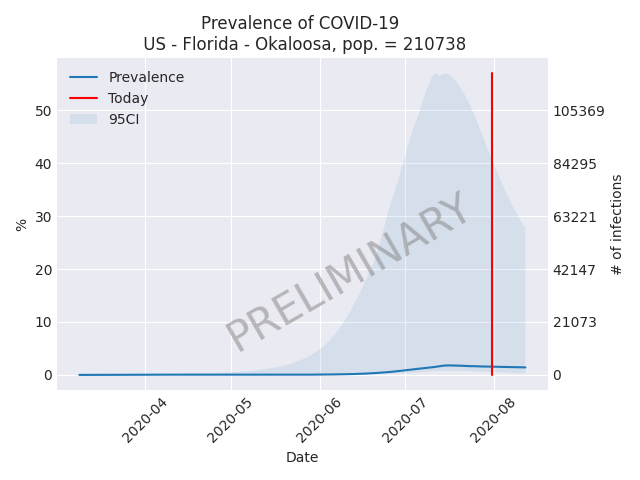 Prevalence of COVID-19
US - Florida - Okaloosa, pop. = 210738
Prevalence
Today
95CI
50
40
30
20
10
0
%
105369
84295
63221
42147
21073
0
# of infections
PRELIMINARY
2020-04
2020-05
2020-06
2020-07
2020-08
Date